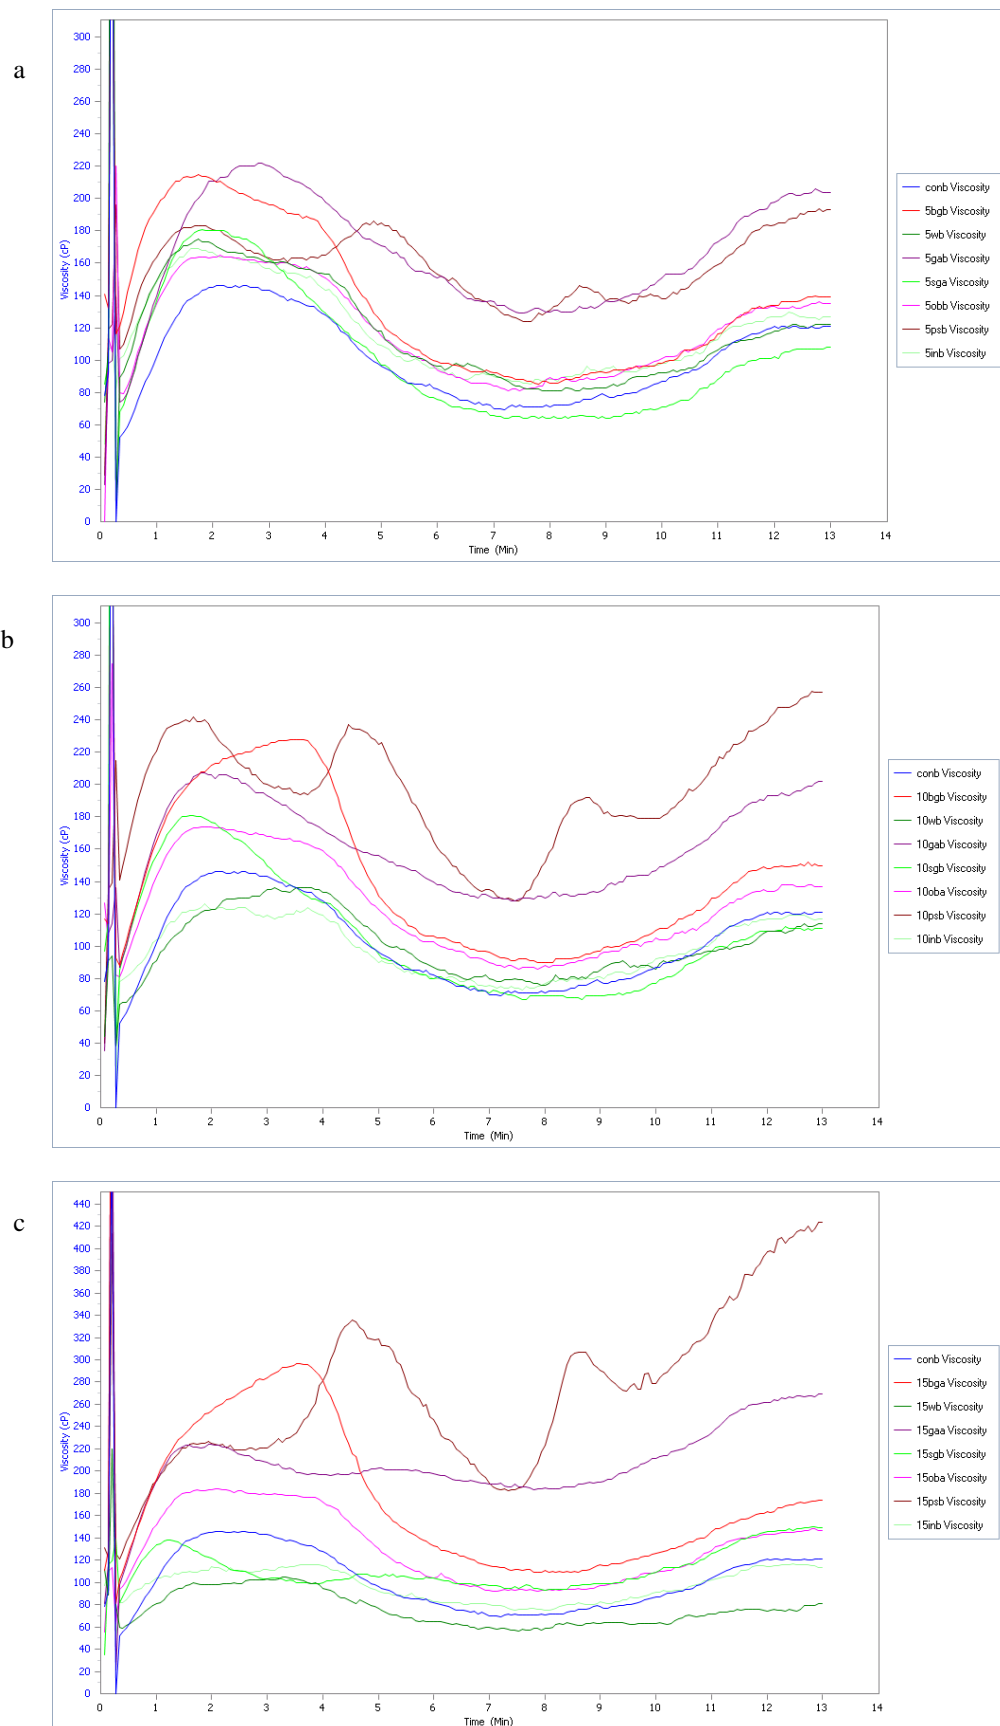 a
300
280
260
240
220
200
180
160
140
120
100
80
60
40
20
0
Viscosity (cP)
0 1 2 3 4 5 6 7 8 9 10 11 12 13 14
Time (Min)
conb Viscosity
5bgb Viscosity
5wb Viscosity
5gab Viscosity
5sga Viscosity
5obb Viscosity
5psb Viscosity
5inb Viscosity
b
300
280
260
240
220
200
180
160
140
120
100
80
60
40
20
0
Viscosity (cP)
0 1 2 3 4 5 6 7 8 9 10 11 12 13 14
Time (Min)
conb Viscosity
10bgb Viscosity
10wb Viscosity
10gab Viscosity
10sgb Viscosity
10oba Viscosity
10psb Viscosity
10inb Viscosity
c
440
420
400
380
360
340
320
300
280
260
240
220
200
180
160
140
120
100
80
60
40
20
0
Viscosity (cP)
0 1 2 3 4 5 6 7 8 9 10 11 12 13 14
Time (Min)
conb Viscosity
15bga Viscosity
15wb Viscosity
15gaa Viscosity
15sgb Viscosity
15oba Viscosity
15psb Viscosity
15inb Viscosity